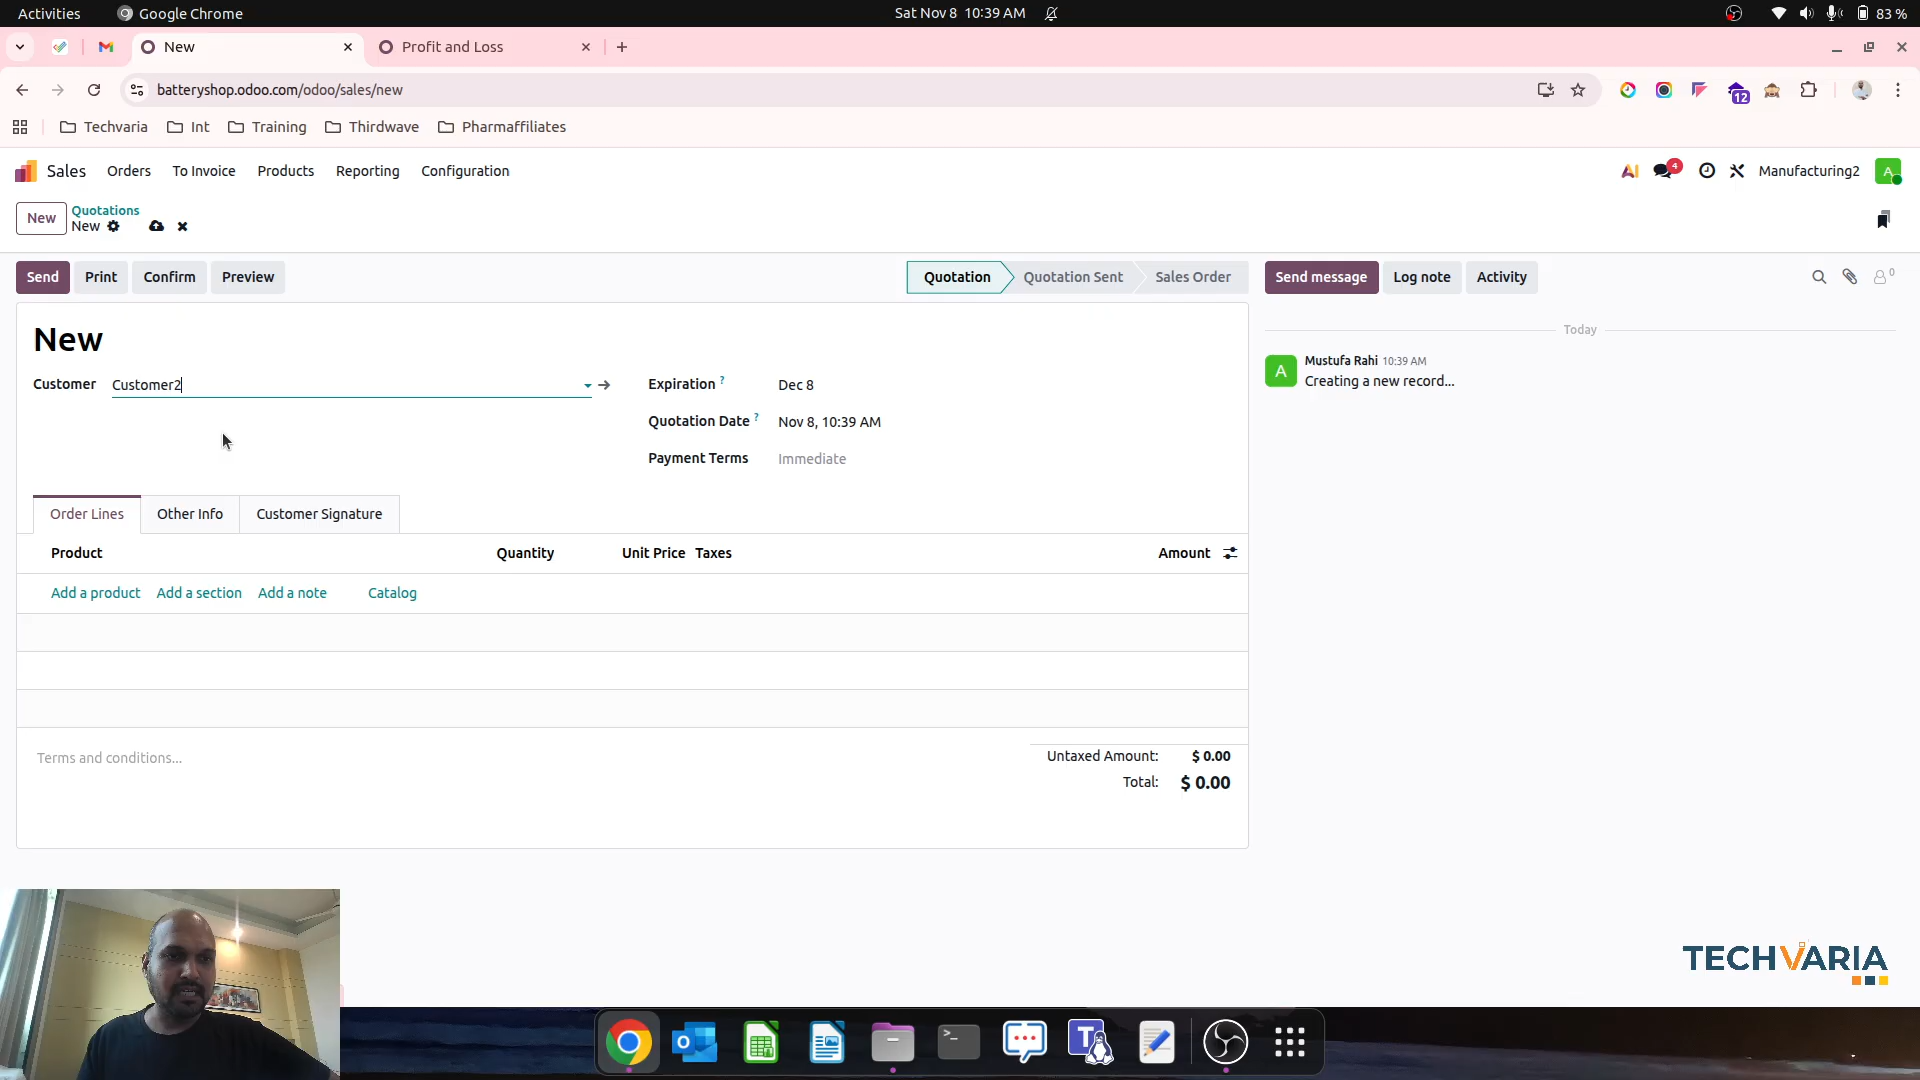 Activities
Google Chrome
Sat Nov 8 10:39 AM
83 %
New
Profit and Loss
batteryshop.odoo.com/odoo/sales/new
12
Techvaria
Int
Training
Thirdwave
Pharmaffiliates
Sales
Orders
To Invoice
Products
Reporting
Configuration
AI
4
Manufacturing2
A
New
Quotations
New
Send
Print
Confirm
Preview
Quotation
Quotation Sent
Sales Order
Send message
Log note
Activity
0
New
Customer
Customer2
Expiration ?
Dec 8
Quotation Date ?
Nov 8, 10:39 AM
Payment Terms
Immediate
Today
A
Mustufa Rahi 10:39 AM
Creating a new record...
Order Lines
Other Info
Customer Signature
Product
Quantity
Unit Price
Taxes
Amount
Add a product
Add a section
Add a note
Catalog
Terms and conditions...
Untaxed Amount:
$ 0.00
Total:
$ 0.00
TECHVARIA